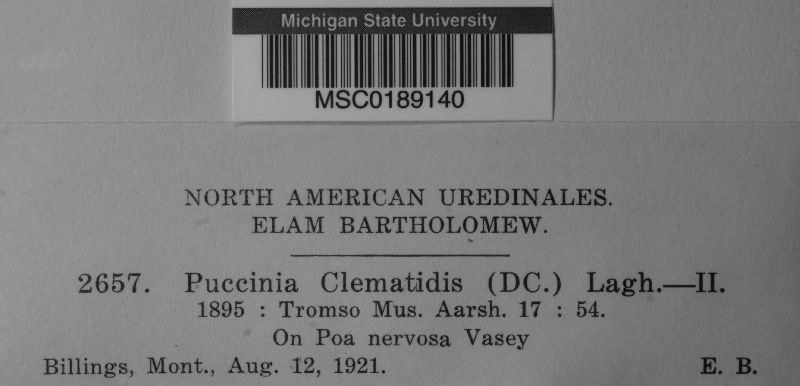 Michigan State University
MSC0189140
NORTH AMERICAN UREDINALES.
ELAM BARTHOLOMEW.
2657. Puccinia Clematidis (DC.) Lagh.—II.
1895 : Tromso Mus. Aarsh. 17 : 54.
On Poa nervosa Vasey
Billings, Mont., Aug. 12, 1921. E. B.